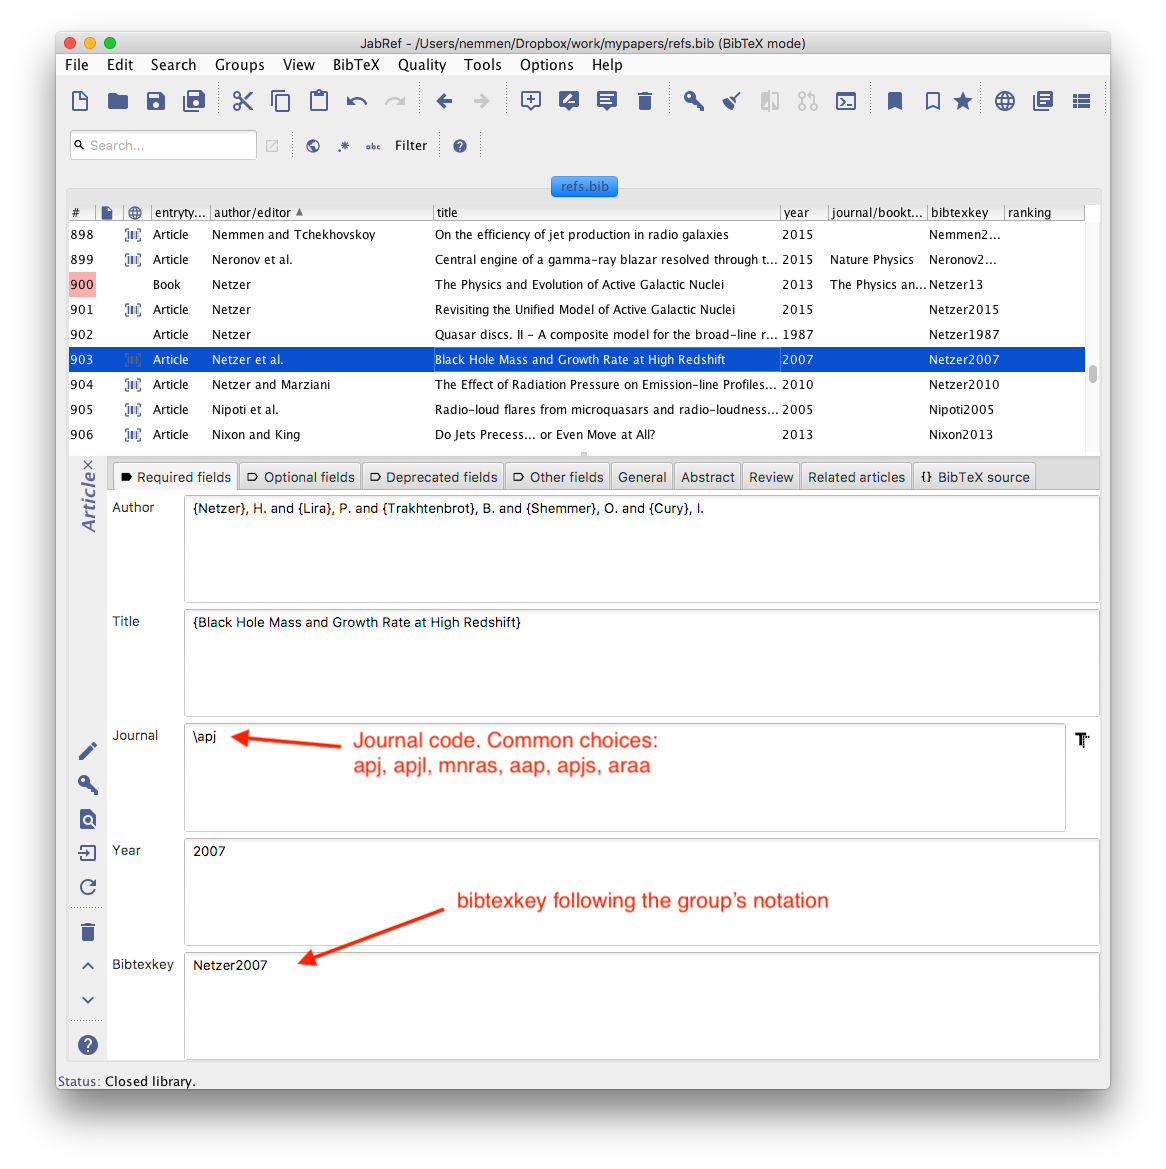 JabRef - /Users/nemmen/Dropbox/work/mypapers/refs.bib (BibTeX mode)
File Edit Search Groups View BibTeX Quality Tools Options Help
Search... abc Filter
refs.bib
# entryty... author/editor title year journal/bookt... bibtexkey ranking
898 Article Nemmen and Tchekhovskoy On the efficiency of jet production in radio galaxies 2015 Nemmen2...
899 Article Neronov et al. Central engine of a gamma-ray blazar resolved through t... 2015 Nature Physics Neronov2...
900 Book Netzer The Physics and Evolution of Active Galactic Nuclei 2013 The Physics an... Netzer13
901 Article Netzer Revisiting the Unified Model of Active Galactic Nuclei 2015 Netzer2015
902 Article Netzer Quasar discs. II - A composite model for the broad-line r... 1987 Netzer1987
903 Article Netzer et al. Black Hole Mass and Growth Rate at High Redshift 2007 Netzer2007
904 Article Netzer and Marziani The Effect of Radiation Pressure on Emission-line Profiles... 2010 Netzer2010
905 Article Nipoti et al. Radio-loud flares from microquasars and radio-loudness... 2005 Nipoti2005
906 Article Nixon and King Do Jets Precess... or Even Move at All? 2013 Nixon2013
Article
Required fields Optional fields Deprecated fields Other fields General Abstract Review Related articles {} BibTeX source
Author {Netzer}, H. and {Lira}, P. and {Trakhtenbrot}, B. and {Shemmer}, O. and {Cury}, I.
Title {Black Hole Mass and Growth Rate at High Redshift}
Journal \apj
Journal code. Common choices:
apj, apjl, mnras, aap, apjs, araa
Year 2007
bibtexkey following the group's notation
Bibtexkey Netzer2007
Status: Closed library.